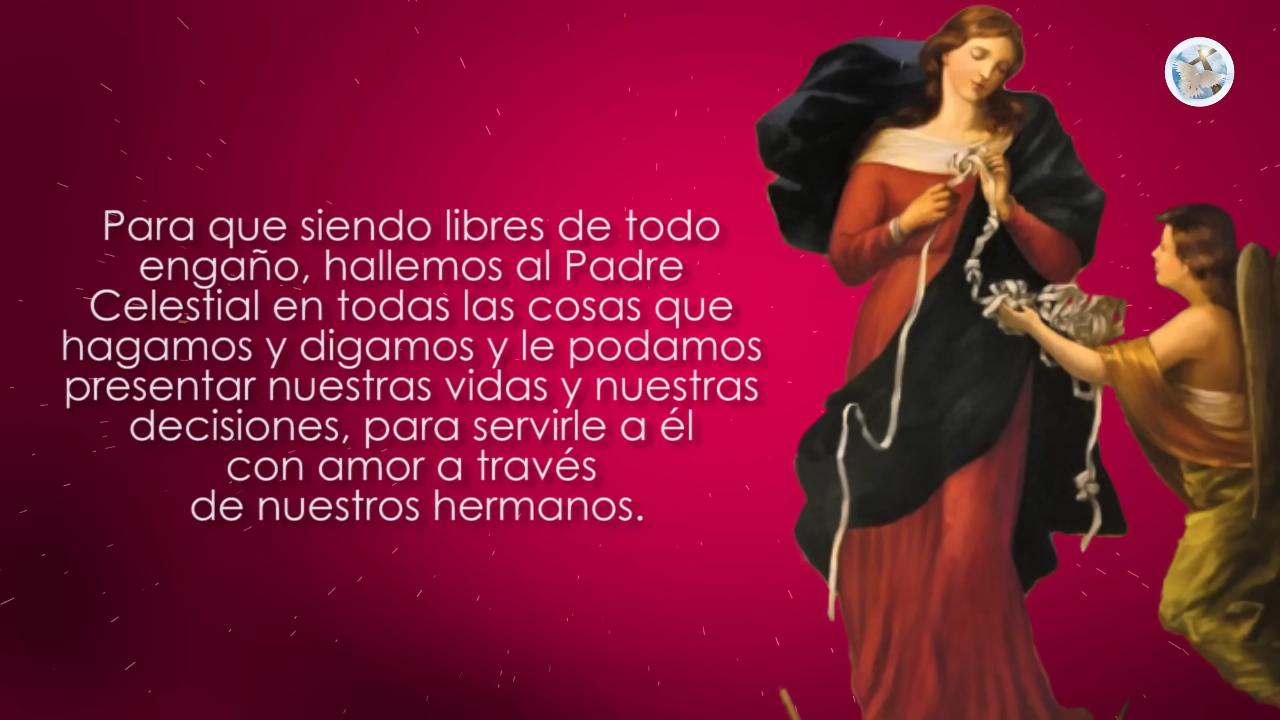 Para que siendo libres de todo
engaño, hallemos al Padre
Celestial en todas las cosas que
hagamos y digamos y le podamos
presentar nuestras vidas y nuestras
decisiones, para servirle a él
con amor a través
de nuestros hermanos.